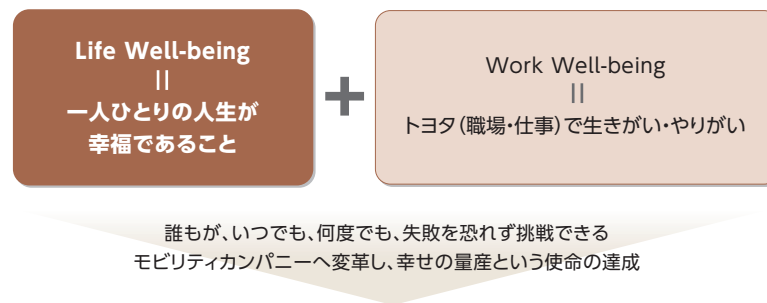 Life Well-being
||
一人ひとりの人生が
幸福であること
+
Work Well-being
||
トヨタ(職場・仕事)で生きがい・やりがい
誰もが、いつでも、何度でも、失敗を恐れず挑戦できる
モビリティカンパニーへ変革し、幸せの量産という使命の達成